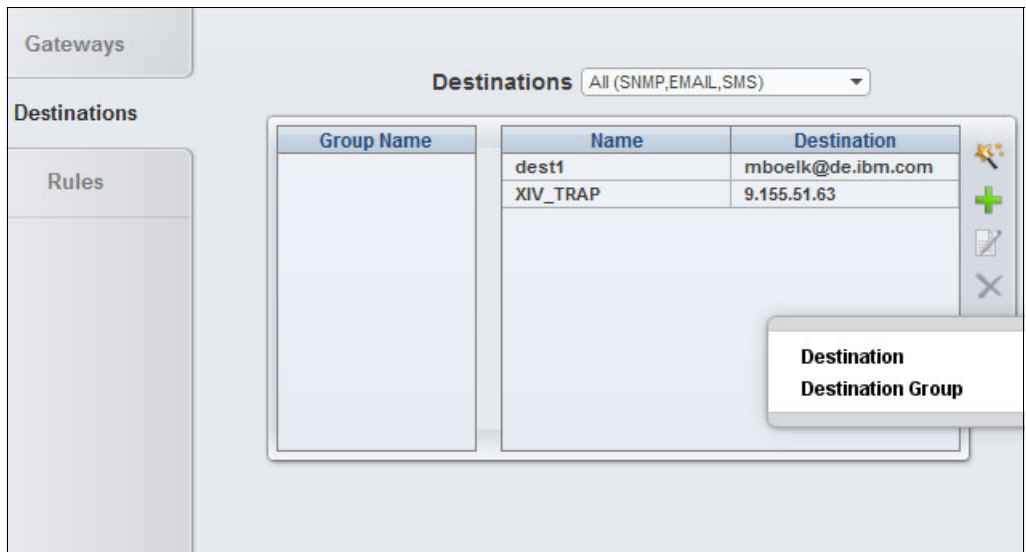 Gateways
Destinations
Rules
Destinations All (SNMP,EMAIL,SMS)
Group Name
Name Destination
dest1 mboelk@de.ibm.com
XIV_TRAP 9.155.51.63
Destination
Destination Group